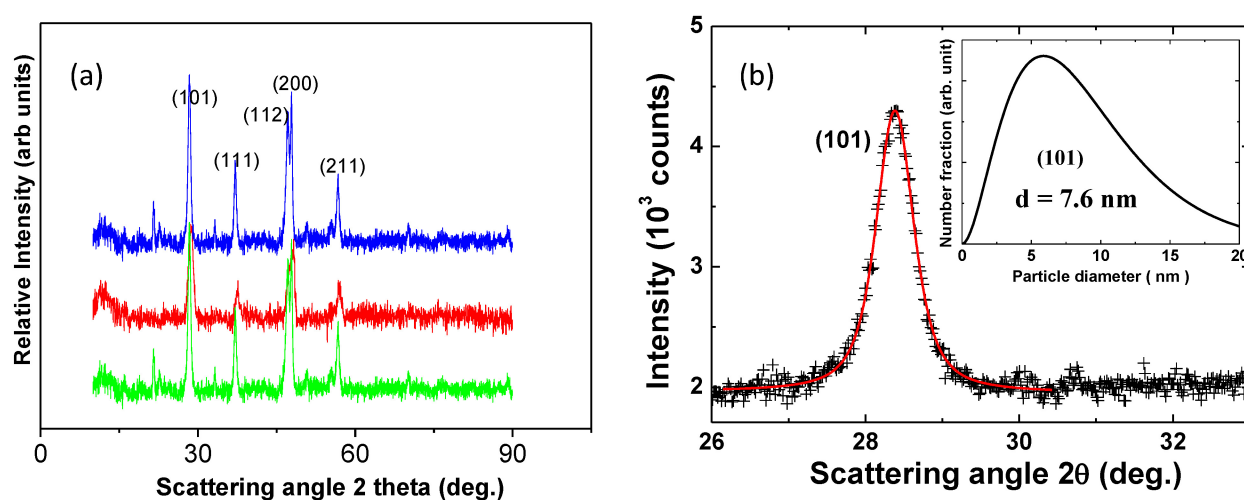 (a)
(101)
(200)
(112)
(111)
(211)
Relative Intensity (arb units)
0
30
60
90
Scattering angle 2 theta (deg.)
(b)
(101)
5
4
3
2
Intensity (10³ counts)
26
28
30
32
Scattering angle 2θ (deg.)
Number fraction (arb. unit)
(101)
d = 7.6 nm
0
5
10
15
20
Particle diameter ( nm )